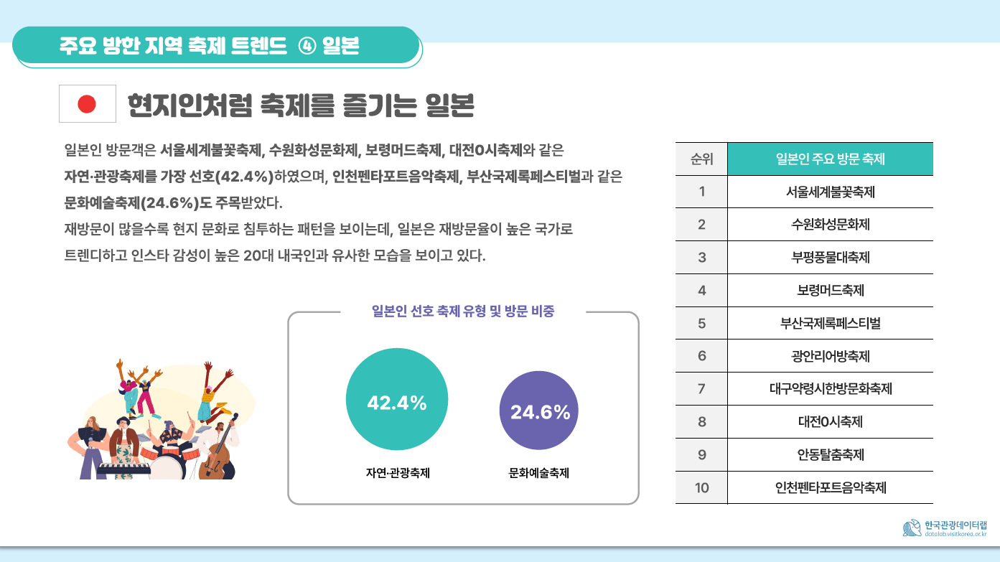 주요 방한 지역 축제 트렌드 ④ 일본
현지인처럼 축제를 즐기는 일본
일본인 방문객은 서울세계불꽃축제, 수원화성문화제, 보령머드축제, 대전0시축제와 같은
자연·관광축제를 가장 선호(42.4%)하였으며, 인천펜타포트음악축제, 부산국제록페스티벌과 같은
문화예술축제(24.6%)도 주목받았다.
재방문이 많을수록 현지 문화로 침투하는 패턴을 보이는데, 일본은 재방문율이 높은 국가로
트렌디하고 인스타 감성이 높은 20대 내국인과 유사한 모습을 보이고 있다.
일본인 선호 축제 유형 및 방문 비중
42.4%
24.6%
자연·관광축제
문화예술축제
순위 일본인 주요 방문 축제
1 서울세계불꽃축제
2 수원화성문화제
3 부평풍물대축제
4 보령머드축제
5 부산국제록페스티벌
6 광안리어방축제
7 대구약령시한방문화축제
8 대전0시축제
9 안동탈춤축제
10 인천펜타포트음악축제
한국관광데이터랩
datalab.visitkorea.or.kr